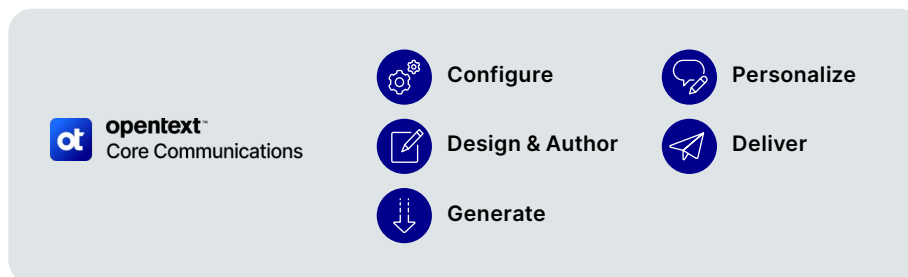 ot
opentext™
Core Communications
Configure
Design & Author
Generate
Personalize
Deliver